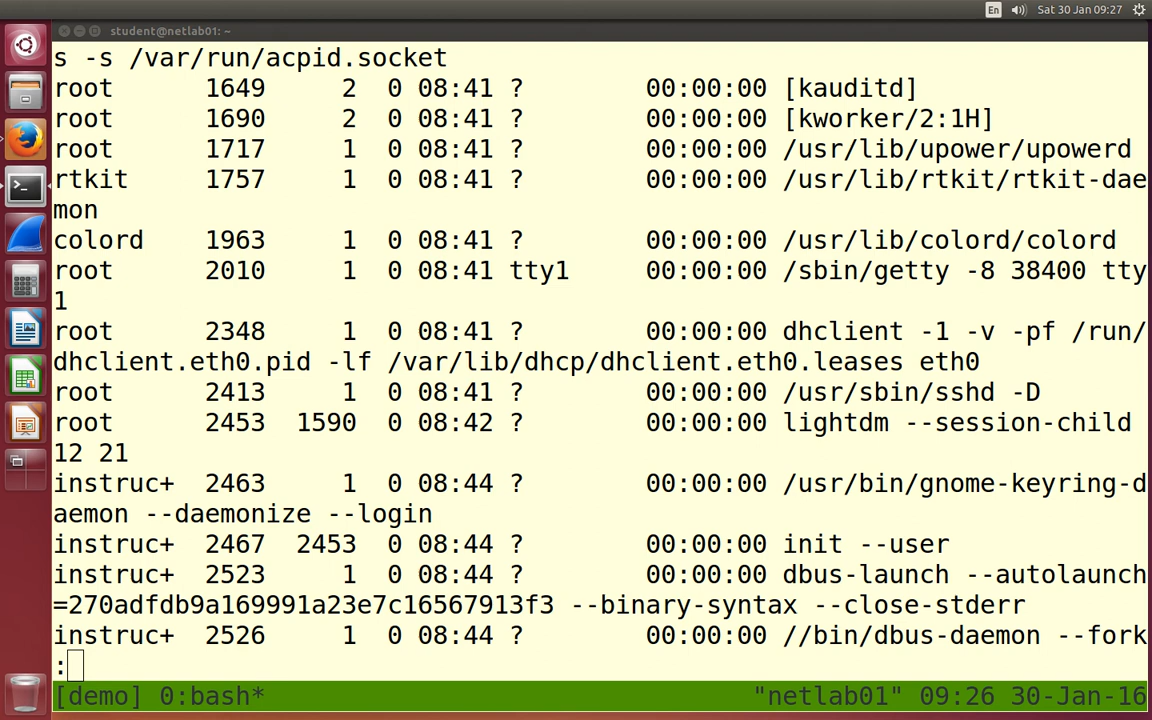 En Sat 30 Jan 09:27
student@netlab01: ~
s -s /var/run/acpid.socket
root 1649 2 0 08:41 ? 00:00:00 [kauditd]
root 1690 2 0 08:41 ? 00:00:00 [kworker/2:1H]
root 1717 1 0 08:41 ? 00:00:00 /usr/lib/upower/upowerd
rtkit 1757 1 0 08:41 ? 00:00:00 /usr/lib/rtkit/rtkit-dae
mon
colord 1963 1 0 08:41 ? 00:00:00 /usr/lib/colord/colord
root 2010 1 0 08:41 tty1 00:00:00 /sbin/getty -8 38400 tty
1
root 2348 1 0 08:41 ? 00:00:00 dhclient -1 -v -pf /run/
dhclient.eth0.pid -lf /var/lib/dhcp/dhclient.eth0.leases eth0
root 2413 1 0 08:41 ? 00:00:00 /usr/sbin/sshd -D
root 2453 1590 0 08:42 ? 00:00:00 lightdm --session-child
12 21
instruc+ 2463 1 0 08:44 ? 00:00:00 /usr/bin/gnome-keyring-d
aemon --daemonize --login
instruc+ 2467 2453 0 08:44 ? 00:00:00 init --user
instruc+ 2523 1 0 08:44 ? 00:00:00 dbus-launch --autolaunch
=270adfdb9a169991a23e7c16567913f3 --binary-syntax --close-stderr
instruc+ 2526 1 0 08:44 ? 00:00:00 //bin/dbus-daemon --fork
:
[demo] 0:bash* "netlab01" 09:26 30-Jan-16